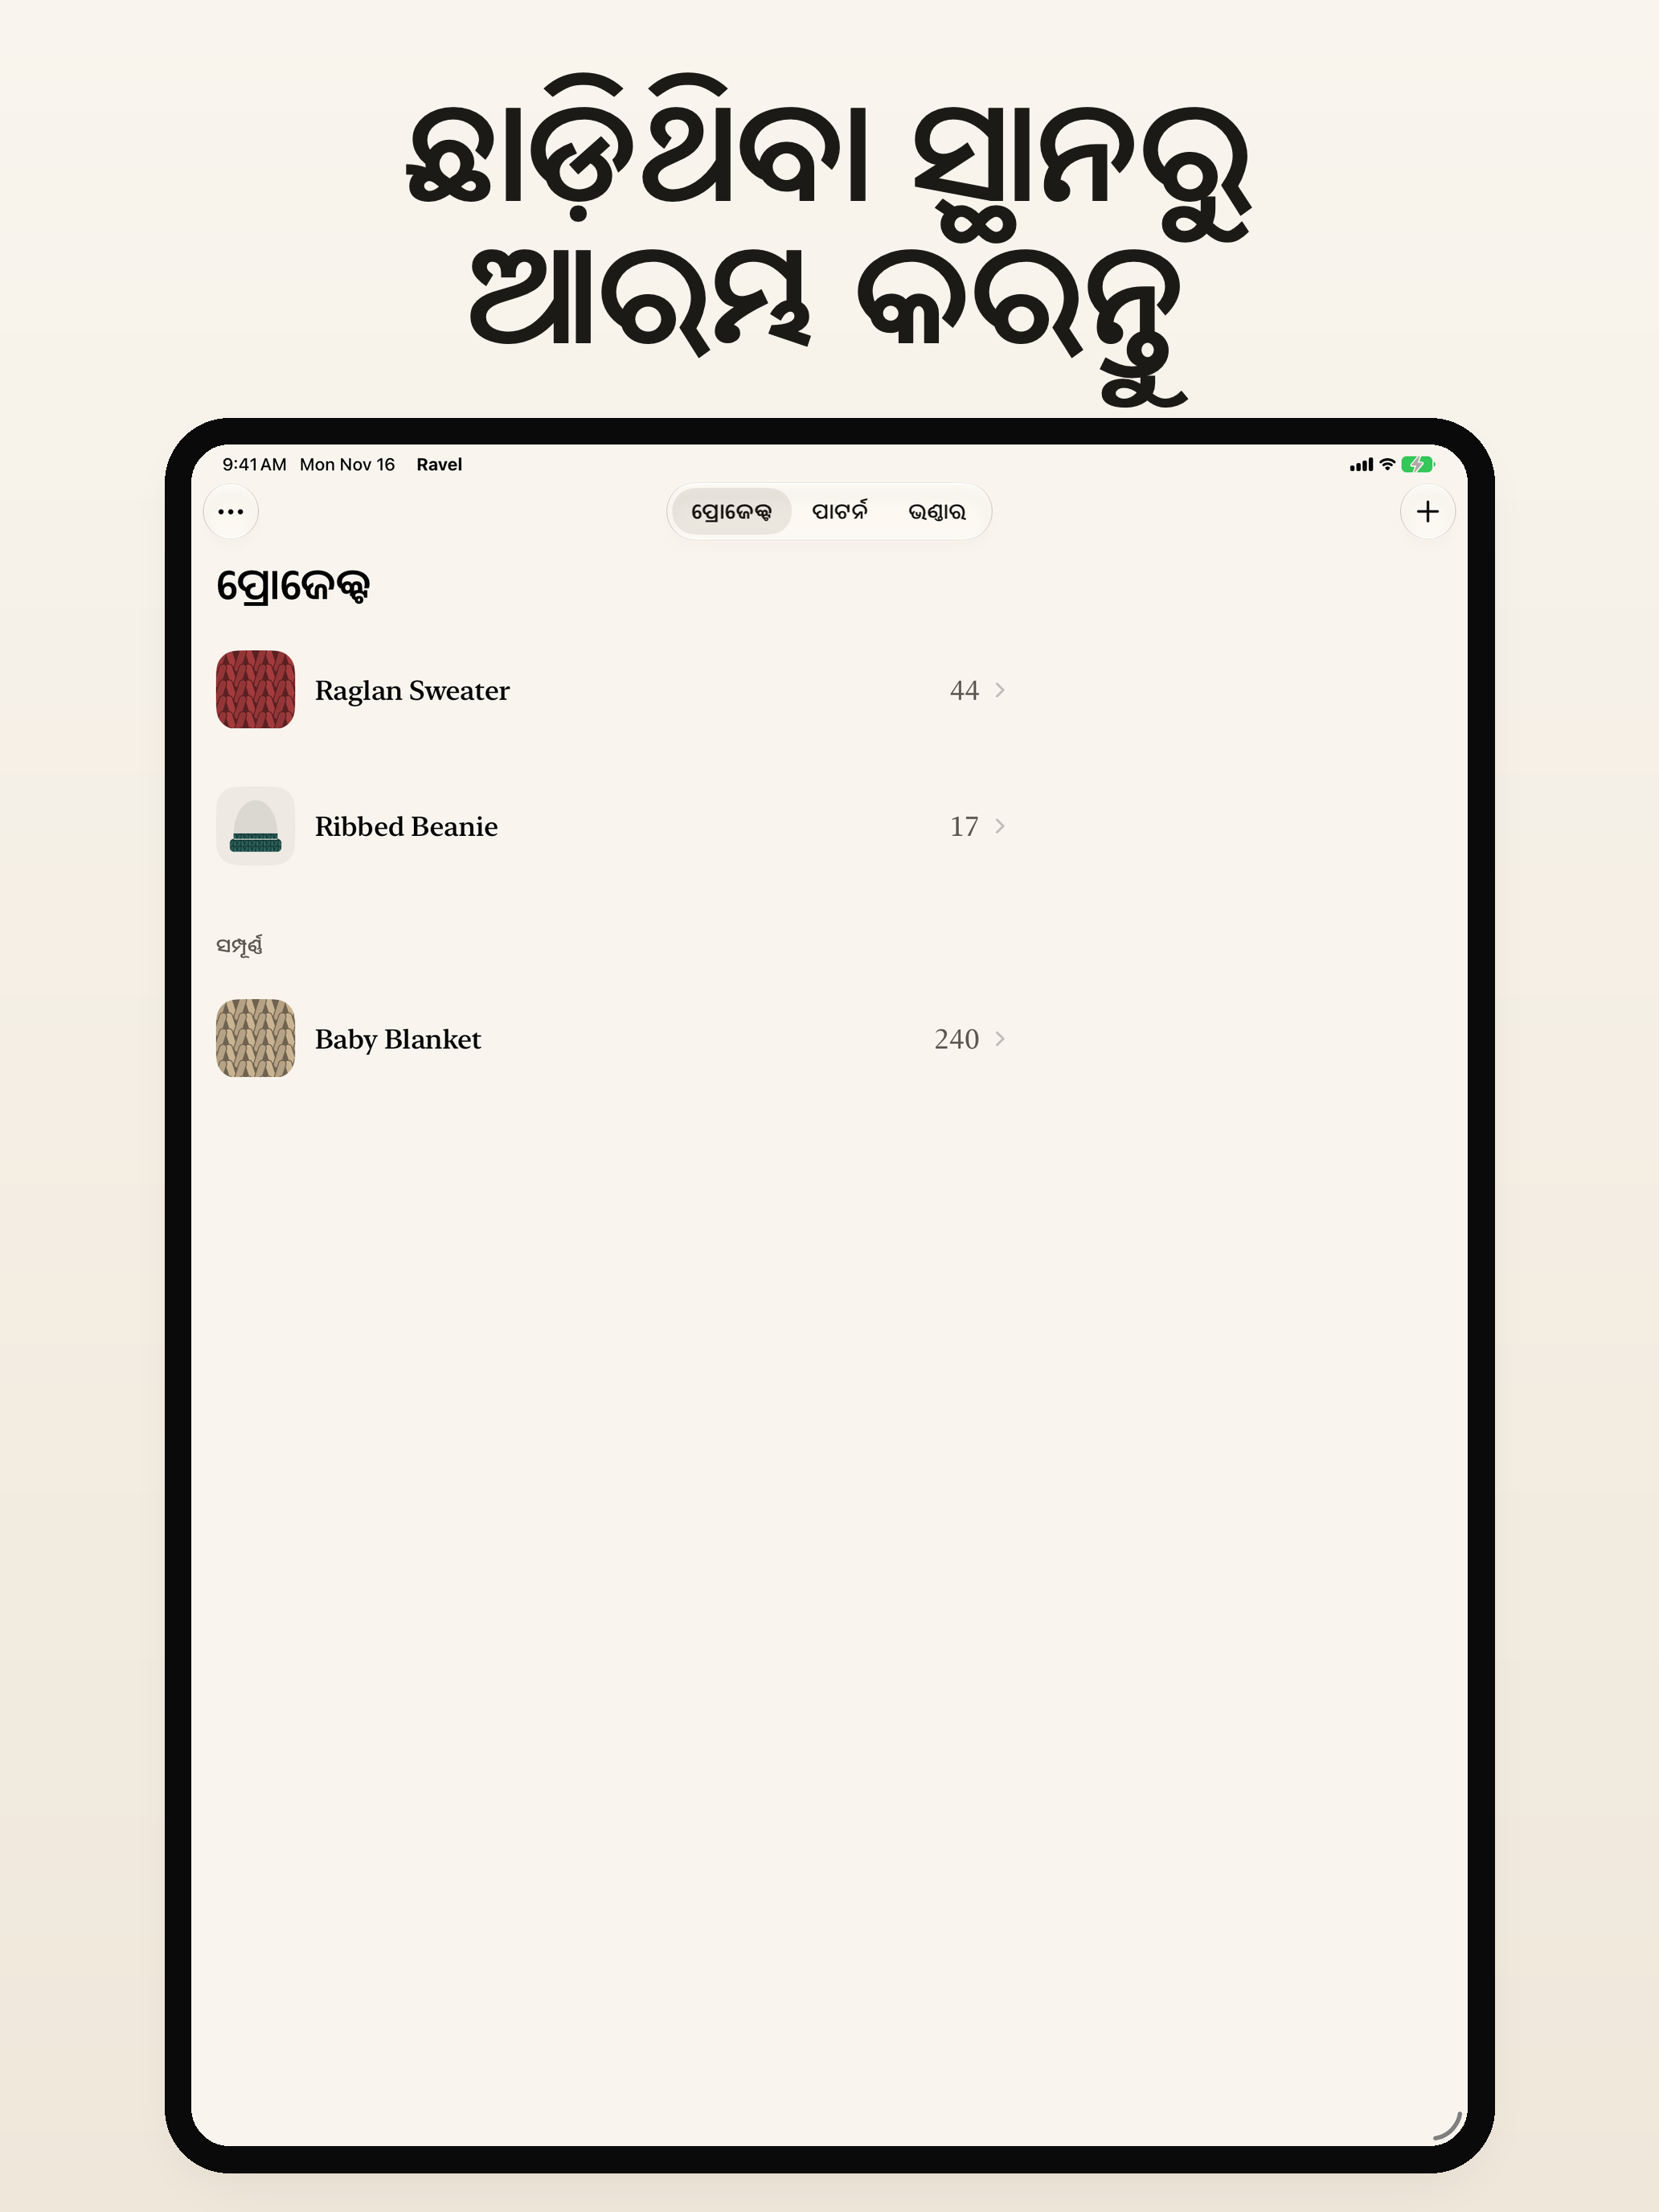 ଛାଡ଼ିଥିବା ସ୍ଥାନରୁ
ଆରମ୍ଭ କରନ୍ତୁ
9:41 AM Mon Nov 16 Ravel
ପ୍ରୋଜେକ୍ଟ ପାଟର୍ନ ଭଣ୍ଡାର
ପ୍ରୋଜେକ୍ଟ
Raglan Sweater 44
Ribbed Beanie 17
ସମ୍ପୂର୍ଣ୍ଣ
Baby Blanket 240